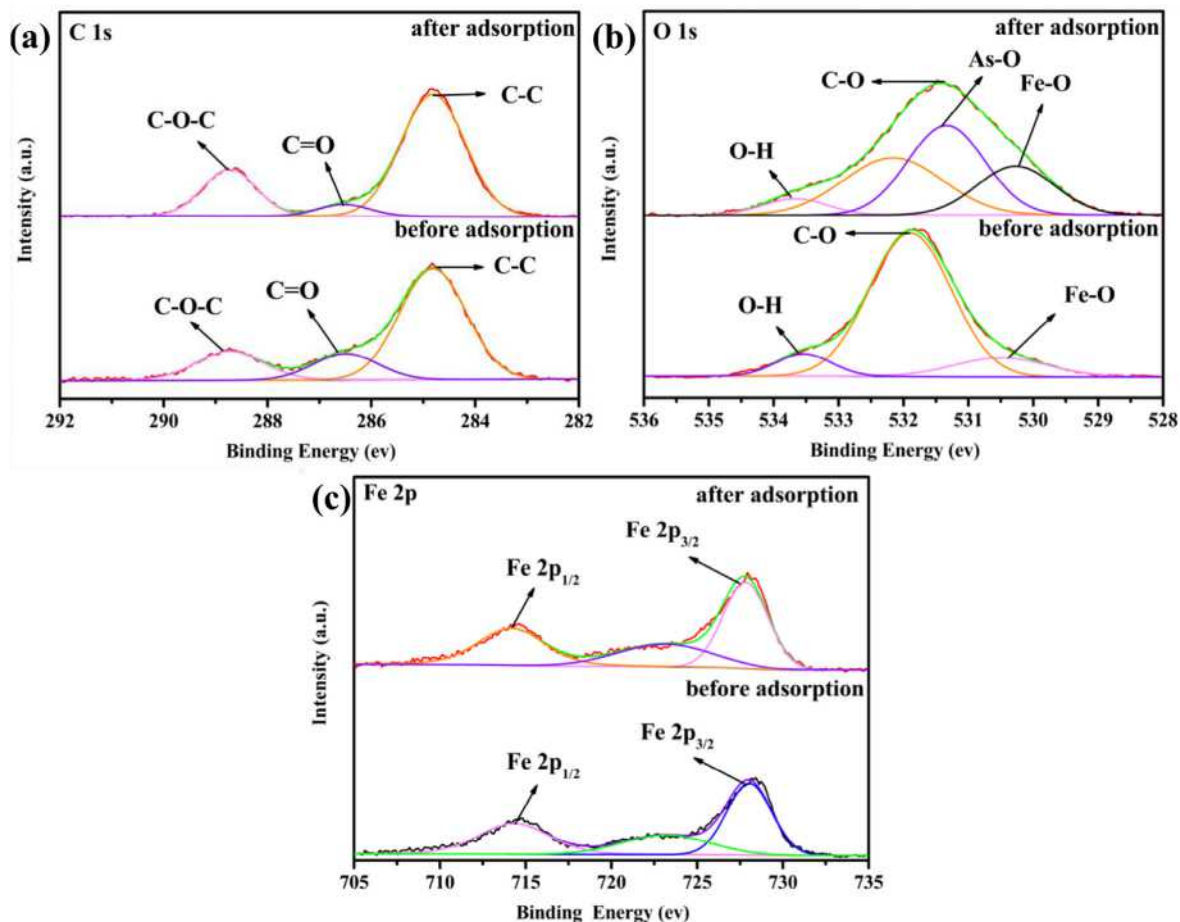 (a)
C 1s
after adsorption
C-O-C
C=O
C-C
before adsorption
C-O-C
C=O
C-C
Intensity (a.u.)
292 290 288 286 284 282
Binding Energy (ev)
(b)
O 1s
after adsorption
C-O
As-O
Fe-O
O-H
before adsorption
C-O
O-H
Fe-O
Intensity (a.u.)
536 535 534 533 532 531 530 529 528
Binding Energy (ev)
(c)
Fe 2p
after adsorption
Fe 2p3/2
Fe 2p1/2
before adsorption
Fe 2p3/2
Fe 2p1/2
Intensity (a.u.)
705 710 715 720 725 730 735
Binding Energy (ev)